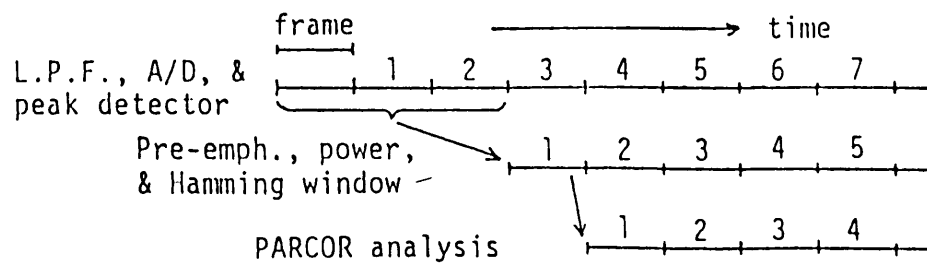 frame
time
L.P.F., A/D, &
peak detector
1 2 3 4 5 6 7
Pre-emph., power,
& Hamming window
1 2 3 4 5
PARCOR analysis
1 2 3 4